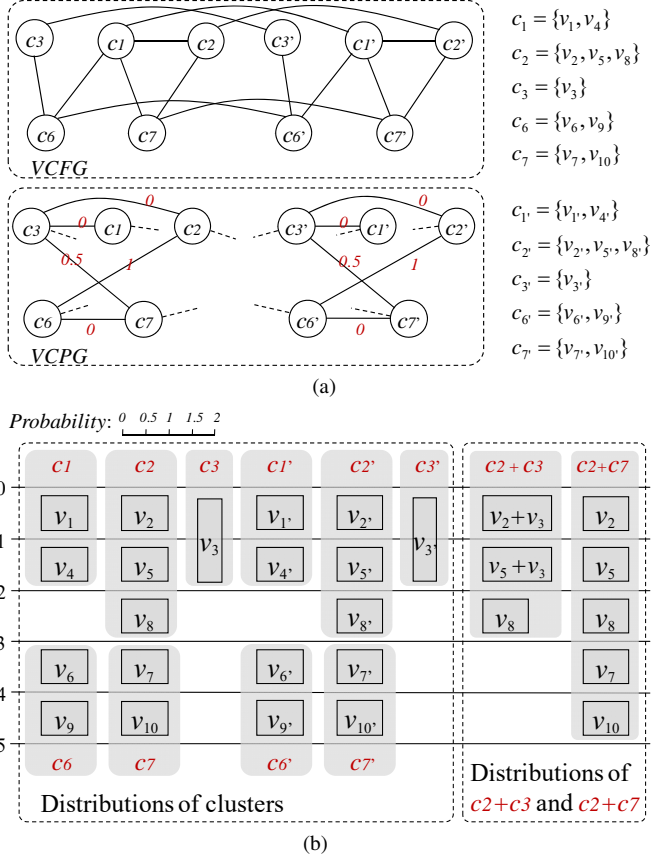 c3 c1 c2 c3’ c1’ c2’
c6 c7 c6’ c7’
VCFG
c₁ = {v₁, v₄}
c₂ = {v₂, v₅, v₈}
c₃ = {v₃}
c₆ = {v₆, v₉}
c₇ = {v₇, v₁₀}
0 0
c3 0 c1 c2 c3’ 0 c1’ c2’
0.5 1 0.5 1
c6 0 c7 c6’ 0 c7’
VCPG
c₁' = {v₁', v₄'}
c₂' = {v₂', v₅', v₈'}
c₃' = {v₃'}
c₆' = {v₆', v₉'}
c₇' = {v₇', v₁₀'}
(a)
Probability: 0 0.5 1 1.5 2
c1 c2 c3 c1’ c2’ c3’ c2+c3 c2+c7
0
v₁ v₂ v₃ v₁’ v₂’ v₃’ v₂+v₃ v₂
1
v₄ v₅ v₄’ v₅’ v₅+v₃ v₅
2
v₈ v₈’ v₈ v₈
3
v₆ v₇ v₆’ v₇’ v₇
4
v₉ v₁₀ v₉’ v₁₀’ v₁₀
5
c6 c7 c6’ c7’
Distributions of clusters
Distributions of
c2+c3 and c2+c7
(b)